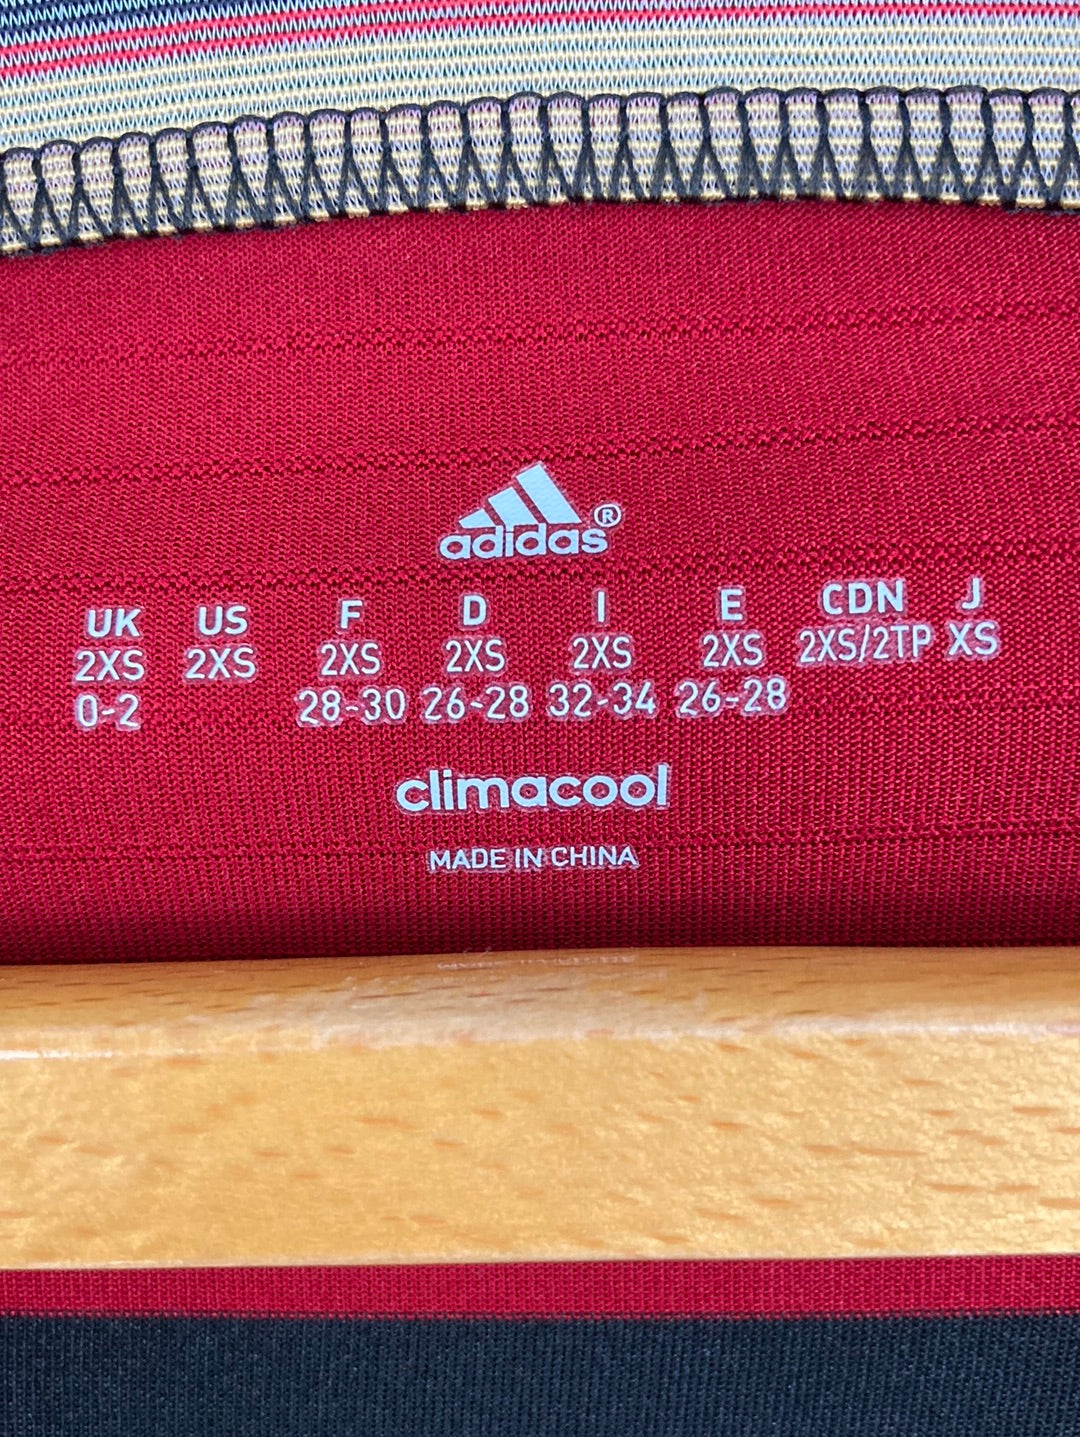 adidas®
UK US F D I E CDN J
2XS 2XS 2XS 2XS 2XS 2XS 2XS/2TP XS
0-2 28-30 26-28 32-34 26-28
climacool
MADE IN CHINA